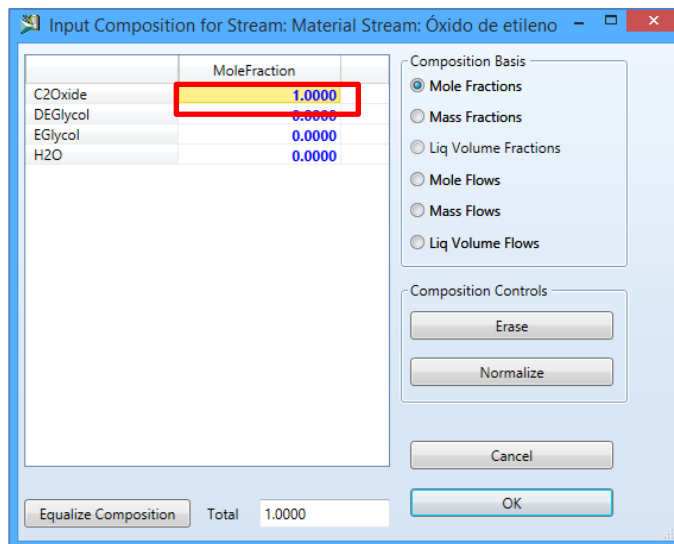 Input Composition for Stream: Material Stream: Óxido de etileno
MoleFraction
C2Oxide 1.0000
DEGlycol 0.0000
EGlycol 0.0000
H2O 0.0000
Composition Basis
Mole Fractions
Mass Fractions
Liq Volume Fractions
Mole Flows
Mass Flows
Liq Volume Flows
Composition Controls
Erase
Normalize
Cancel
OK
Equalize Composition Total 1.0000